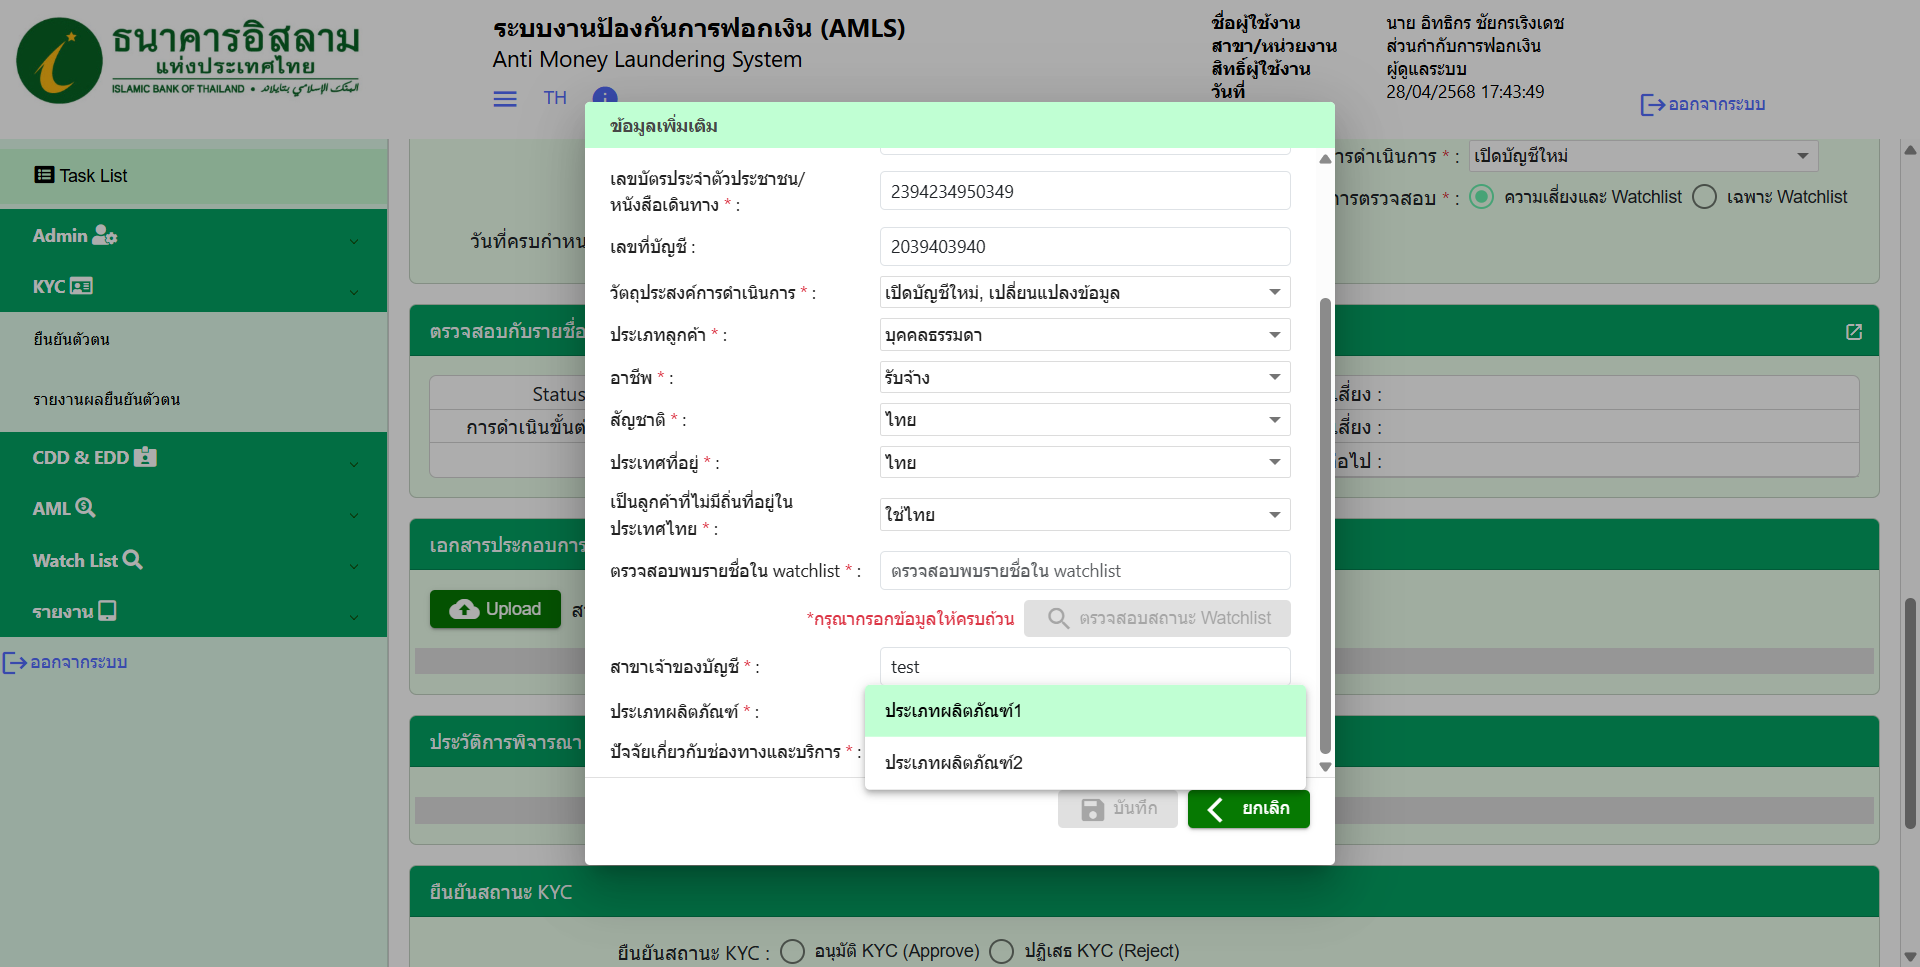 ธนาคารอิสลาม
แห่งประเทศไทย
ISLAMIC BANK OF THAILAND •
ระบบงานป้องกันการฟอกเงิน (AMLS)
Anti Money Laundering System
TH
ชื่อผู้ใช้งาน นาย อิทธิกร ชัยกรเริงเดช
สาขา/หน่วยงาน ส่วนกำกับการฟอกเงิน
สิทธิ์ผู้ใช้งาน ผู้ดูแลระบบ
วันที่ 28/04/2568 17:43:49
ออกจากระบบ
Task List
Admin
KYC
ยืนยันตัวตน
รายงานผลยืนยันตัวตน
CDD & EDD
AML
Watch List
รายงาน
ออกจากระบบ
ารดำเนินการ * : เปิดบัญชีใหม่
การตรวจสอบ * : ความเสี่ยงและ Watchlist เฉพาะ Watchlist
วันที่ครบกำหน
ตรวจสอบกับรายชื่อ
Status
เสี่ยง :
การดำเนินขั้นต
เสี่ยง :
อไป :
เอกสารประกอบการ
Upload
ประวัติการพิจารณา
ยืนยันสถานะ KYC
ยืนยันสถานะ KYC : อนุมัติ KYC (Approve) ปฏิเสธ KYC (Reject)
ข้อมูลเพิ่มเติม
เลขบัตรประจำตัวประชาชน/
หนังสือเดินทาง * : 2394234950349
เลขที่บัญชี : 2039403940
วัตถุประสงค์การดำเนินการ * : เปิดบัญชีใหม่, เปลี่ยนแปลงข้อมูล
ประเภทลูกค้า * : บุคคลธรรมดา
อาชีพ * : รับจ้าง
สัญชาติ * : ไทย
ประเทศที่อยู่ * : ไทย
เป็นลูกค้าที่ไม่มีถิ่นที่อยู่ใน
ประเทศไทย * : ใช่ไทย
ตรวจสอบพบรายชื่อใน watchlist * : ตรวจสอบพบรายชื่อใน watchlist
*กรุณากรอกข้อมูลให้ครบถ้วน ตรวจสอบสถานะ Watchlist
สาขาเจ้าของบัญชี * : test
ประเภทผลิตภัณฑ์ * : ประเภทผลิตภัณฑ์1
ปัจจัยเกี่ยวกับช่องทางและบริการ * : ประเภทผลิตภัณฑ์2
บันทึก ยกเลิก